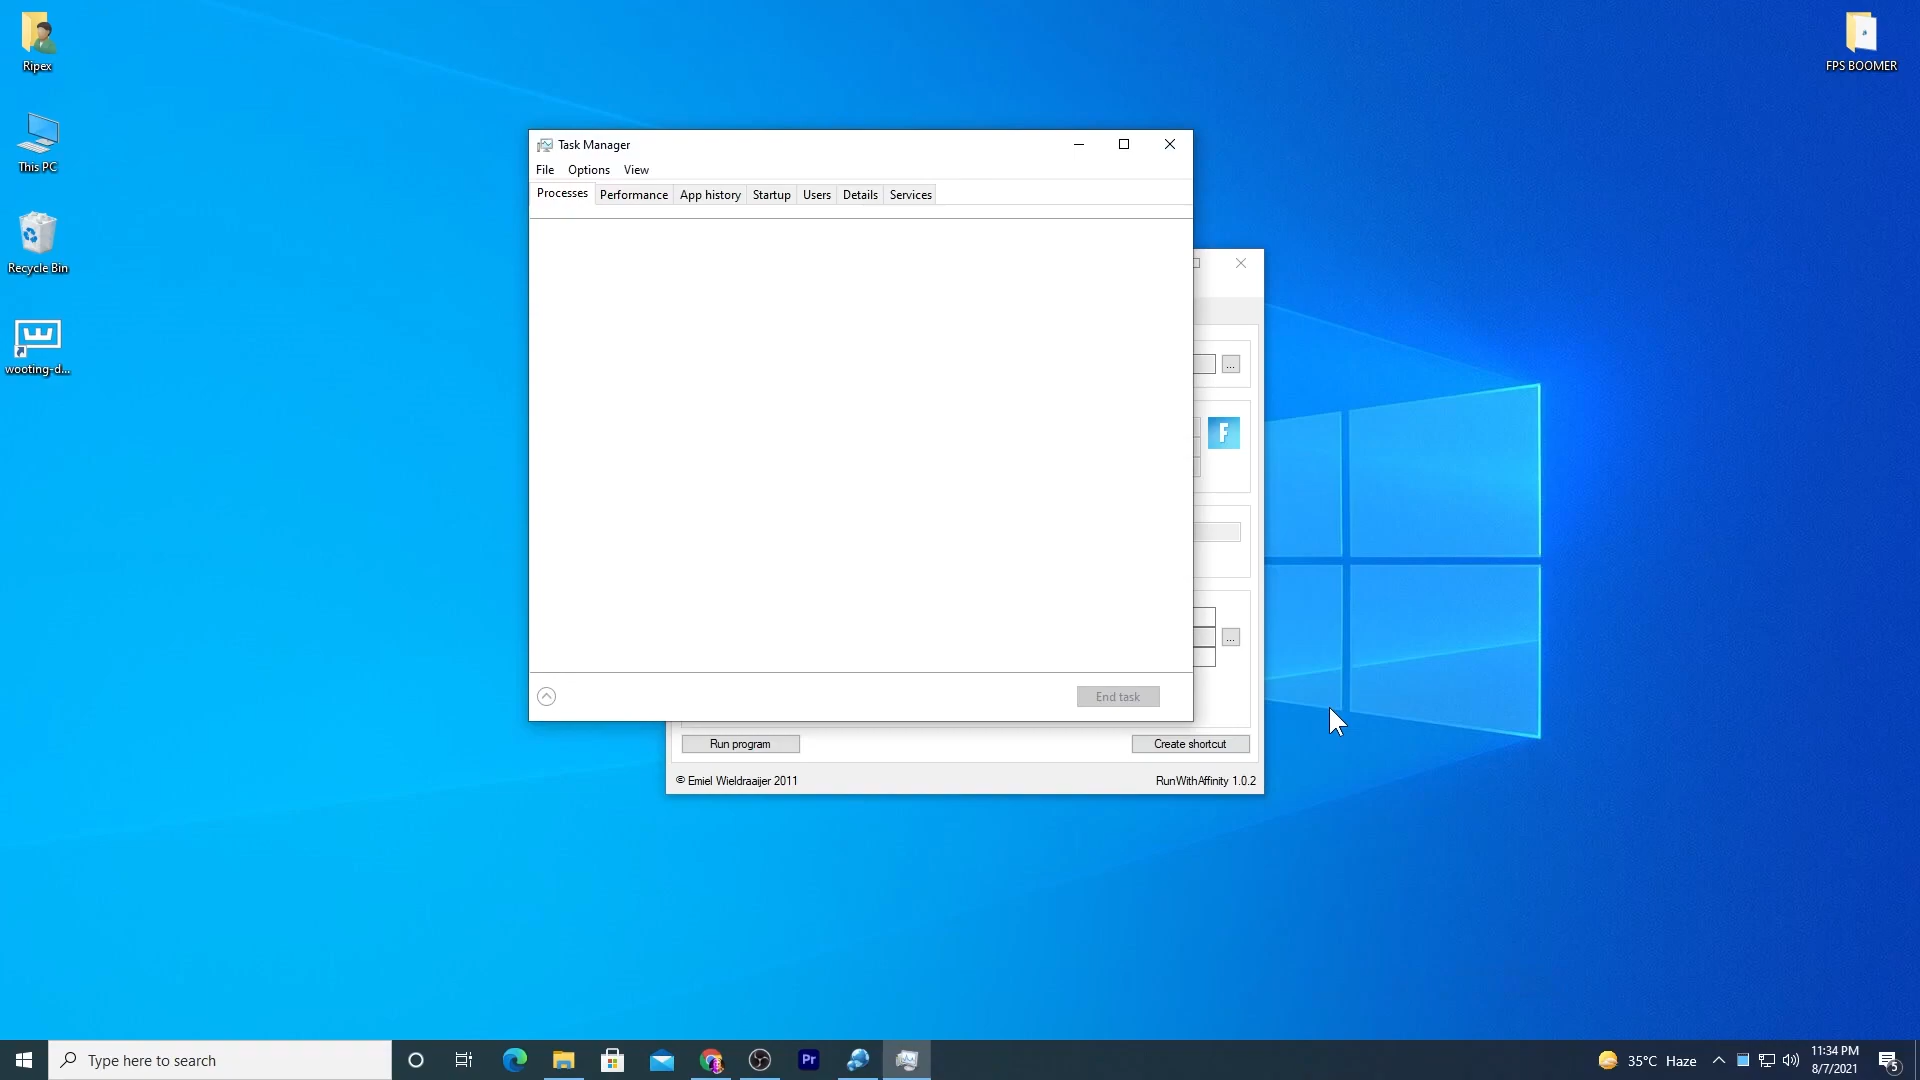 Ripex
This PC
Recycle Bin
wooting-d...
FPS BOOMER
Task Manager
File Options View
Processes Performance App history Startup Users Details Services
...
F
...
End task
Run program
Create shortcut
© Emiel Wieldraaijer 2011
RunWithAffinity 1.0.2
Type here to search
Pr
35°C Haze
11:34 PM
8/7/2021
5